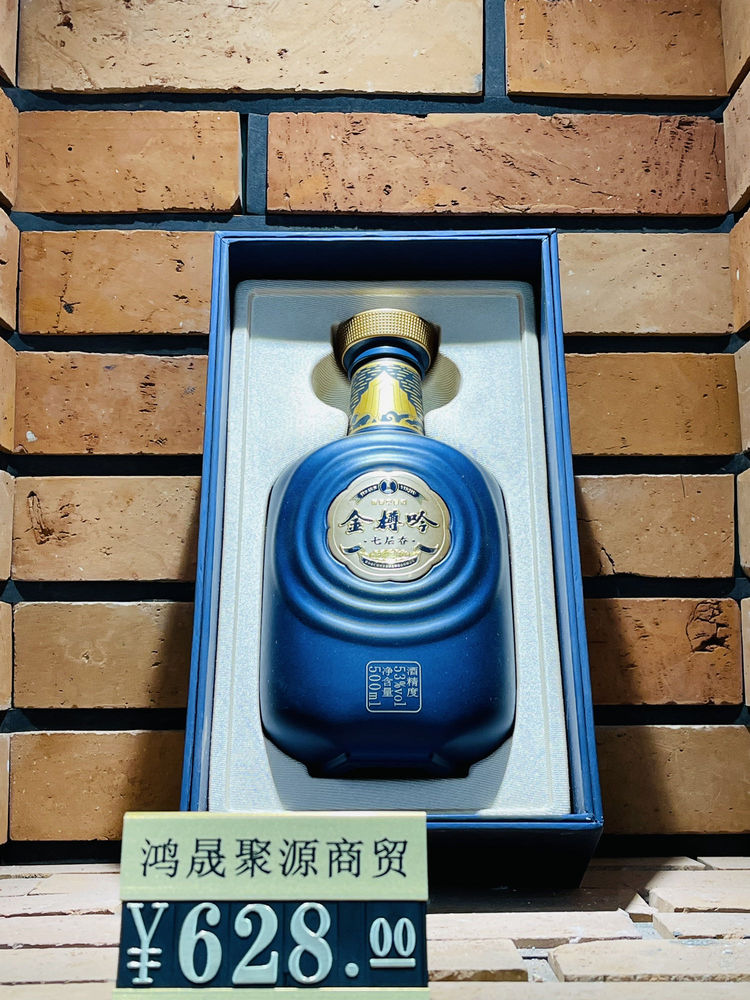 金樽吟
七层香
酒精度
53%vol
净含量
500ml
鸿晟聚源商贸
¥628.00